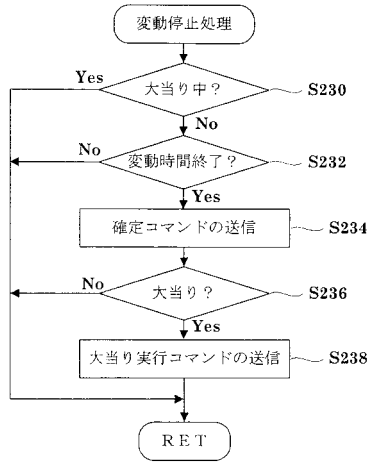 変動停止処理
Yes
大当り中？
S230
No
No
変動時間終了？
S232
Yes
確定コマンドの送信
S234
No
大当り？
S236
Yes
大当り実行コマンドの送信
S238
RET